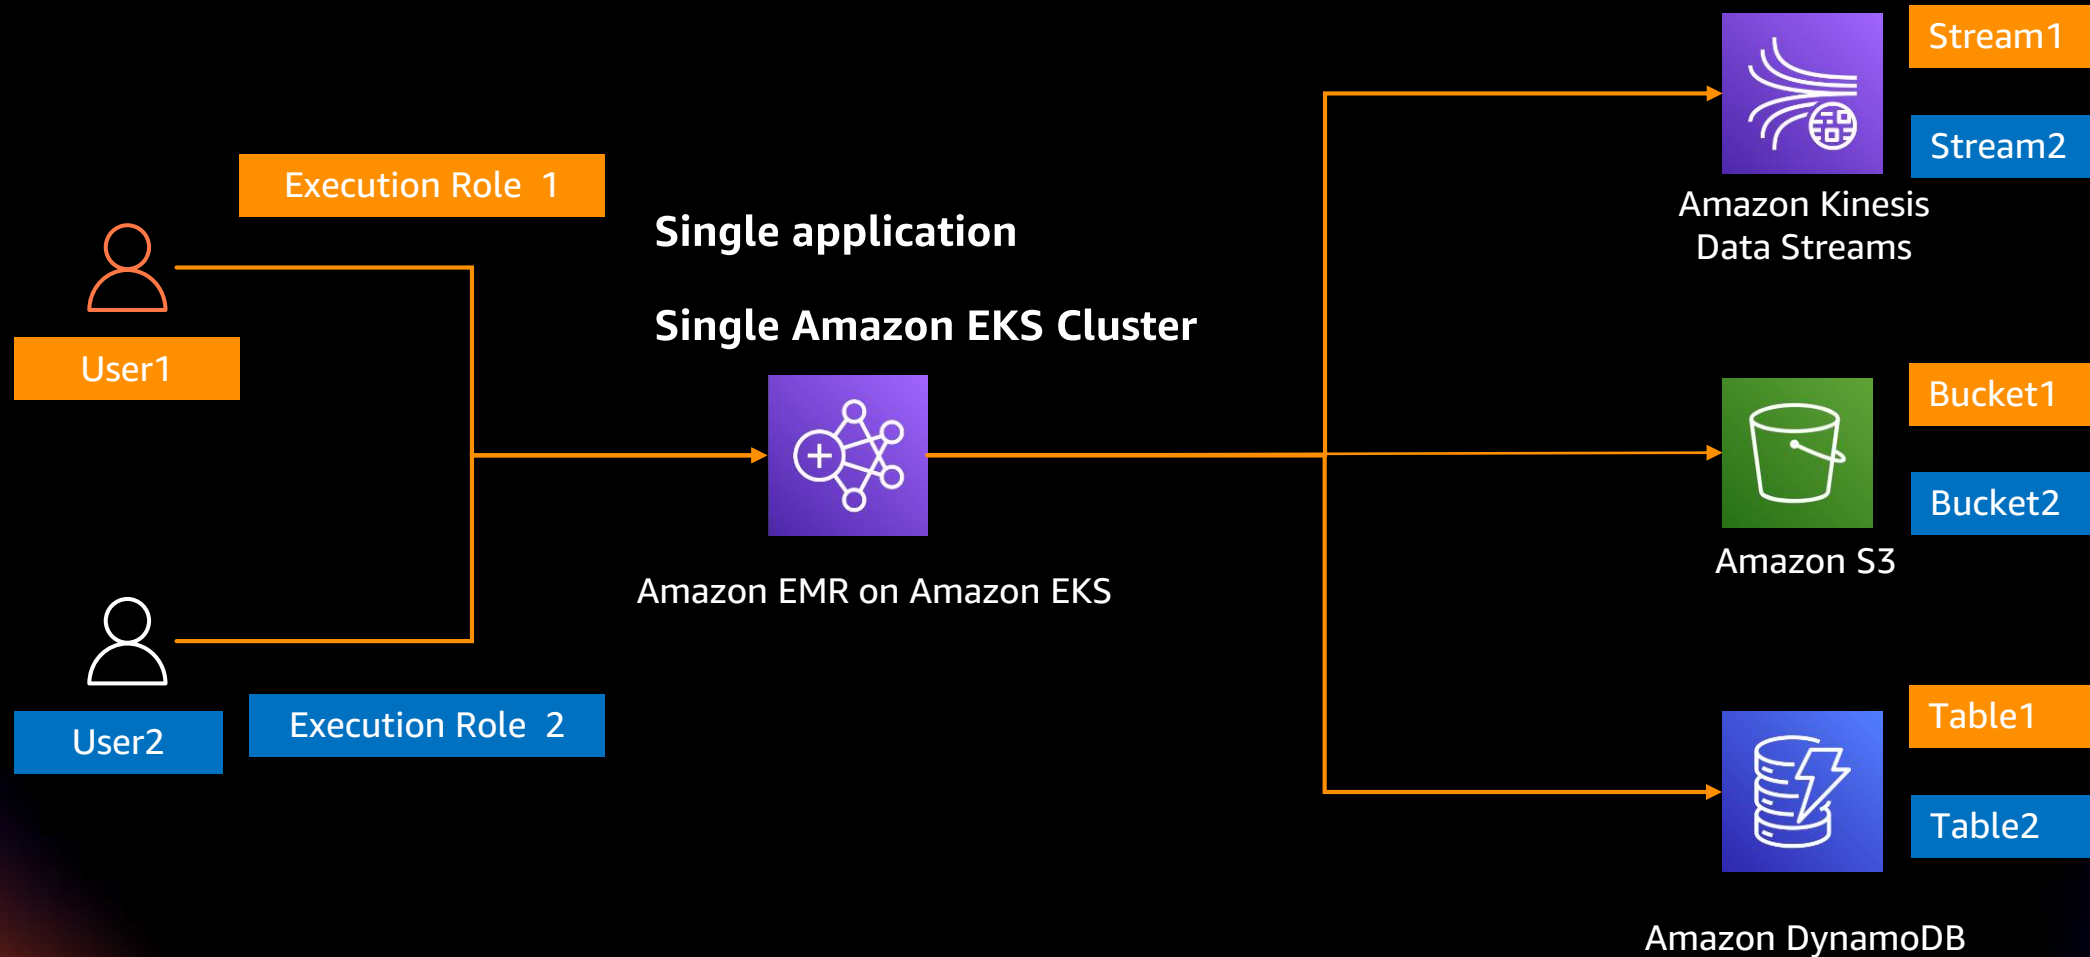 Execution Role 1
User1
User2
Execution Role 2
Single application
Single Amazon EKS Cluster
Amazon EMR on Amazon EKS
Stream1
Stream2
Amazon Kinesis
Data Streams
Bucket1
Bucket2
Amazon S3
Table1
Table2
Amazon DynamoDB